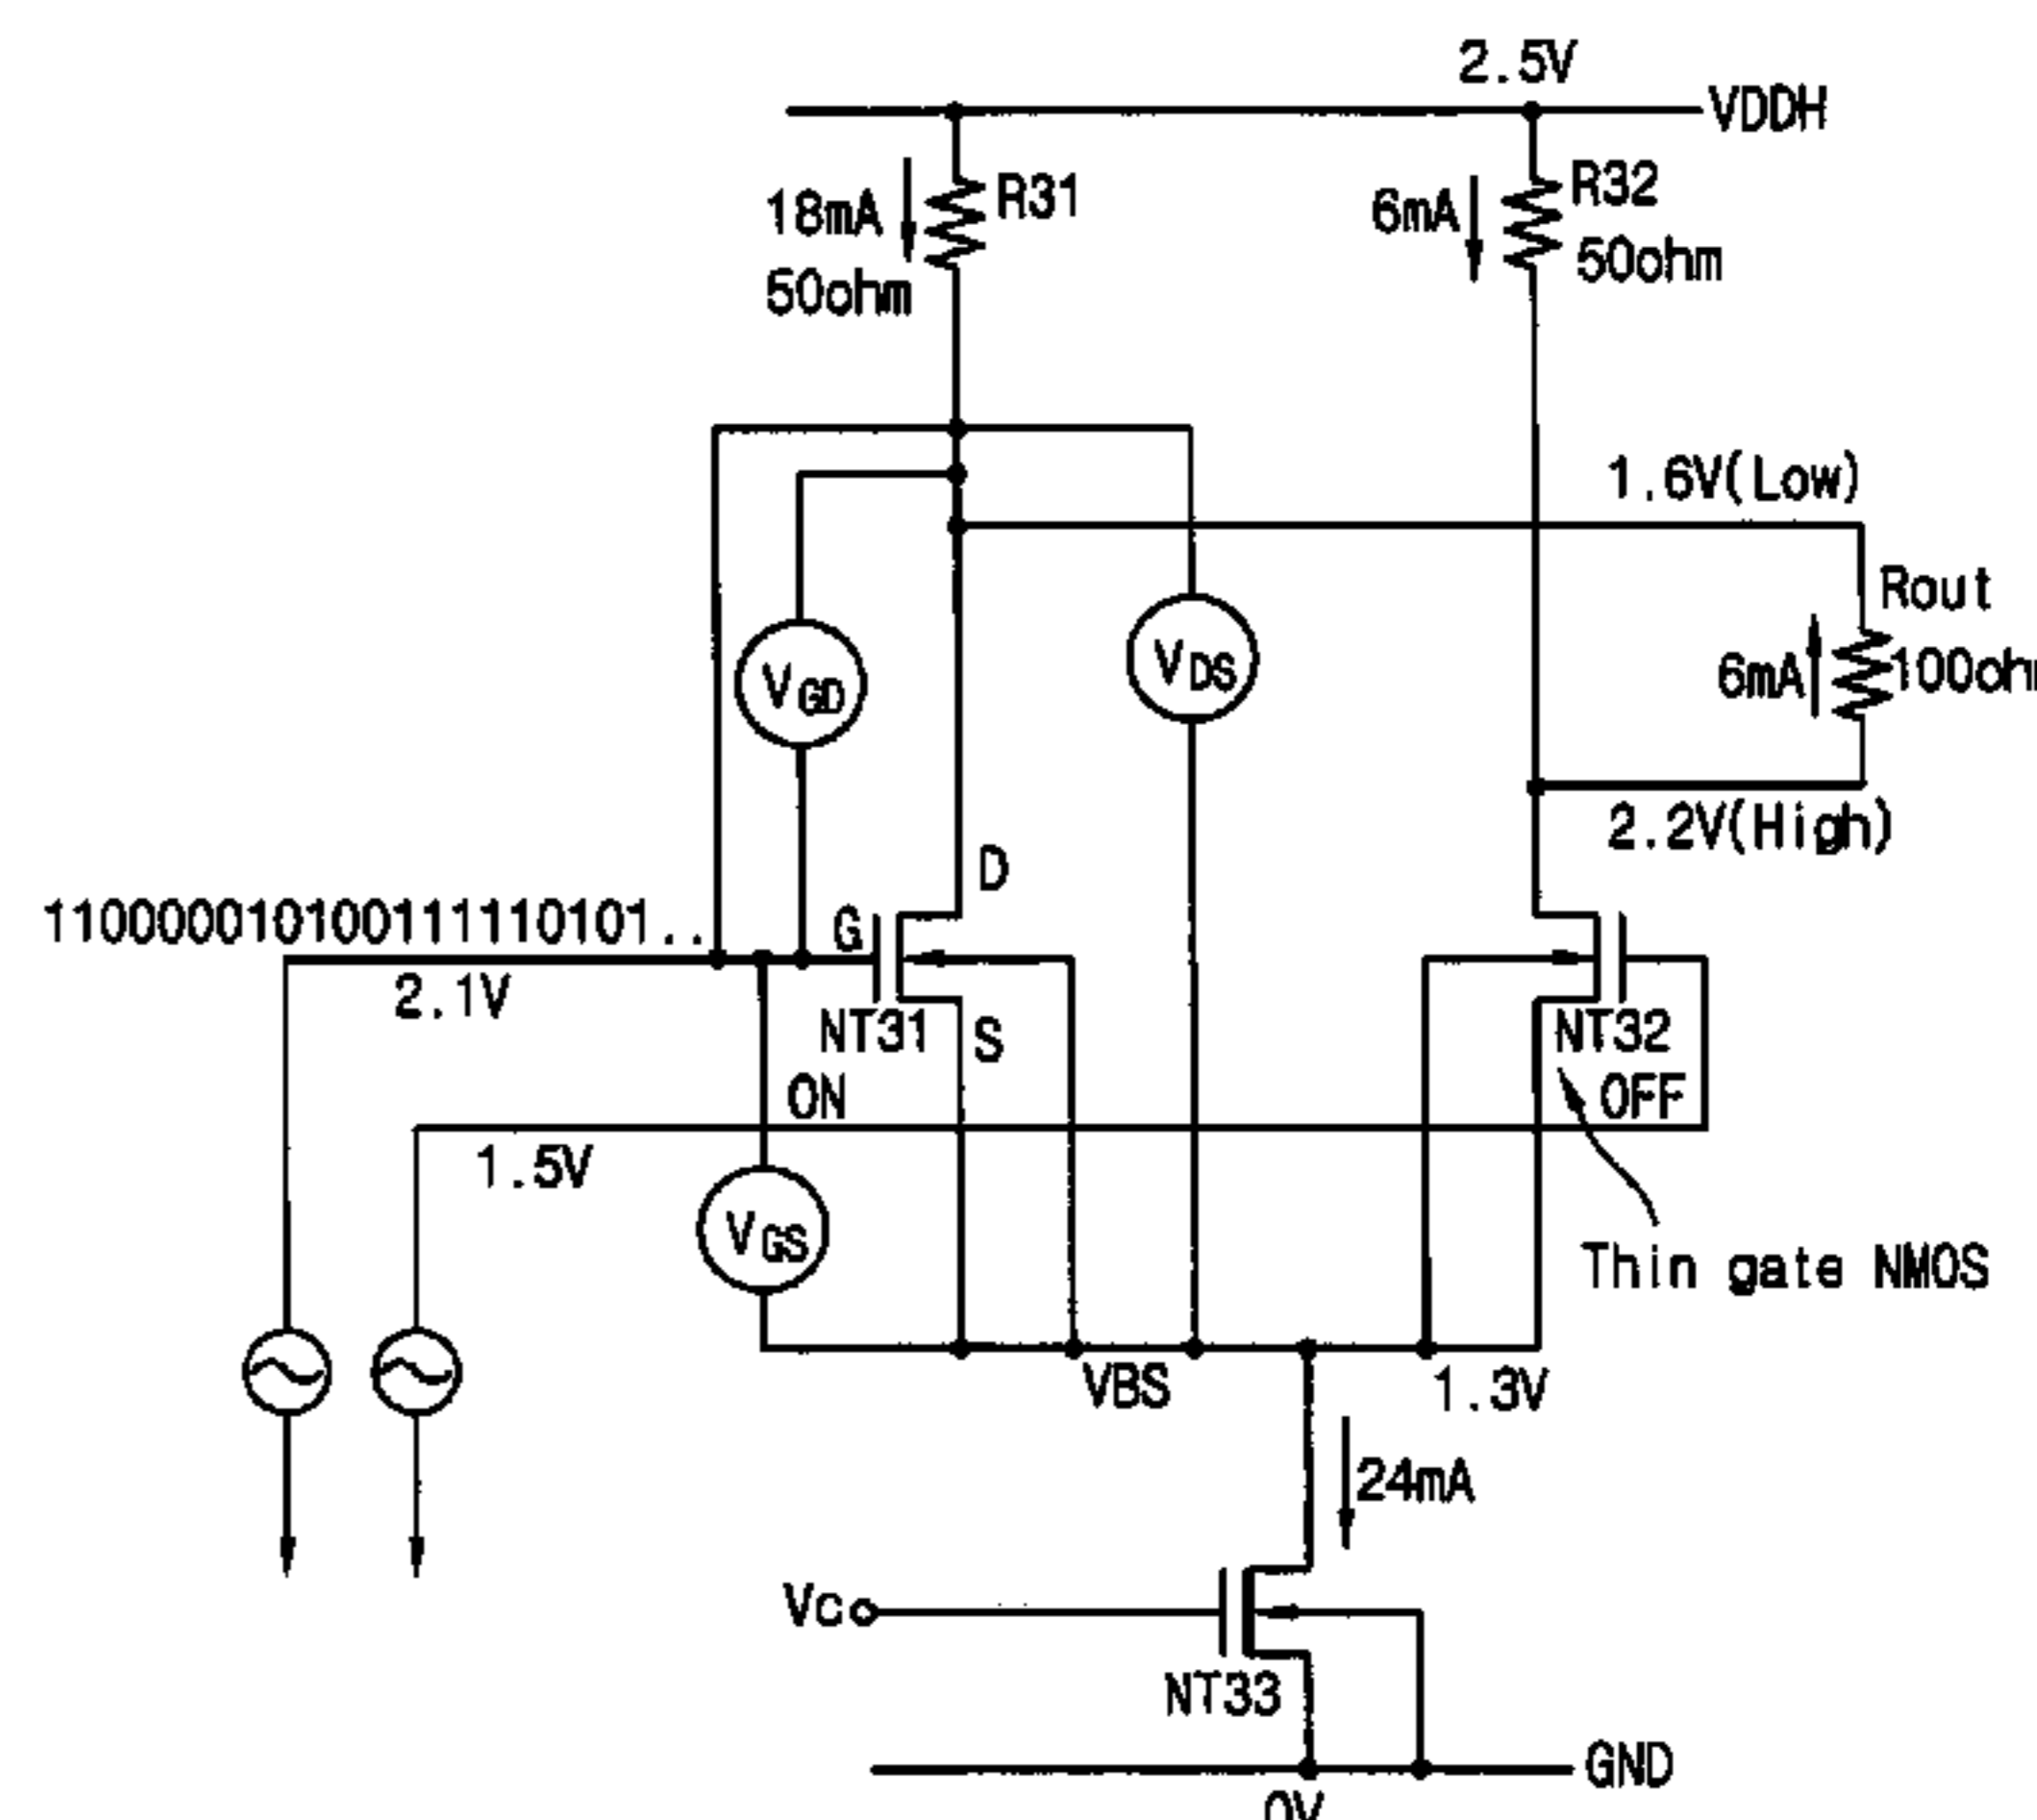 2.5V
VDDH
18mA
R31
50ohm
6mA
R32
50ohm
1.6V(Low)
Rout
6mA
VGD
VDS
2.2V(High)
D
110000010100111110101..
G
2.1V
NT31
S
NT32
ON
OFF
1.5V
VGS
Thin gate NMOS
VBS
1.3V
24mA
Vc
NT33
GND
0V